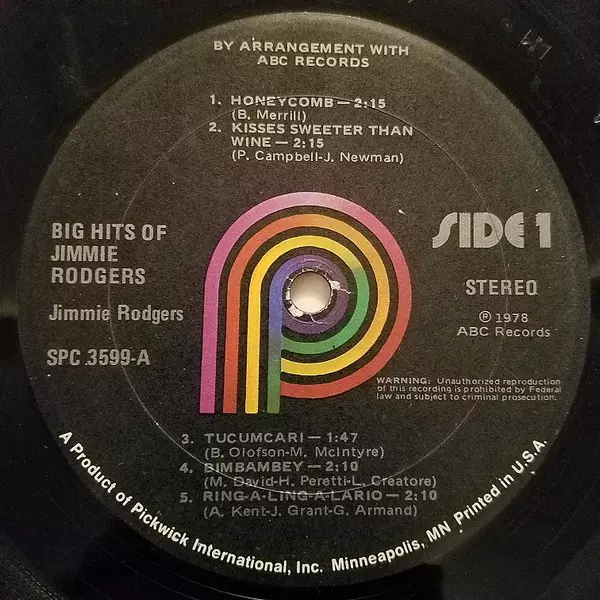 BY ARRANGEMENT WITH
ABC RECORDS
1. HONEYCOMB — 2:15
(B. Merrill)
2. KISSES SWEETER THAN
WINE — 2:15
(P. Campbell-J. Newman)
BIG HITS OF
JIMMIE
RODGERS
Jimmie Rodgers
SPC 3599-A
SIDE 1
STEREO
℗ 1978
ABC Records
WARNING: Unauthorized reproduction
of this recording is prohibited by Federal
law and subject to criminal prosecution.
3. TUCUMCARI — 1:47
(B. Olofson-M. McIntyre)
4. BIMBAMBEY — 2:10
(M. David-H. Peretti-L. Creatore)
5. RING-A-LING-A-LARIO — 2:10
(A. Kent-J. Grant-G. Armand)
A Product of Pickwick International, Inc. Minneapolis, MN Printed in U.S.A.